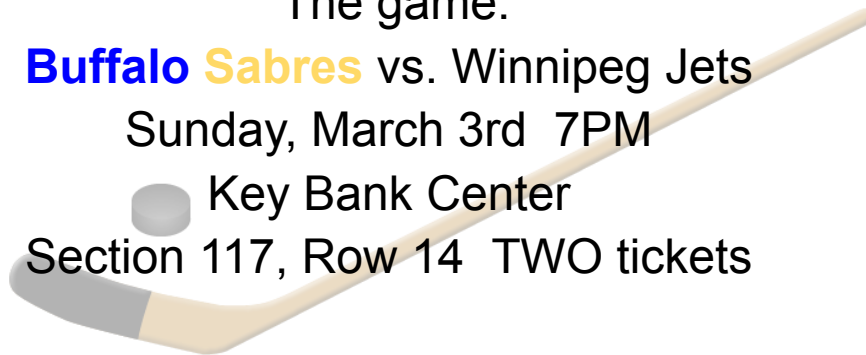 The game:
Buffalo Sabres vs. Winnipeg Jets
Sunday, March 3rd 7PM
Key Bank Center
Section 117, Row 14 TWO tickets